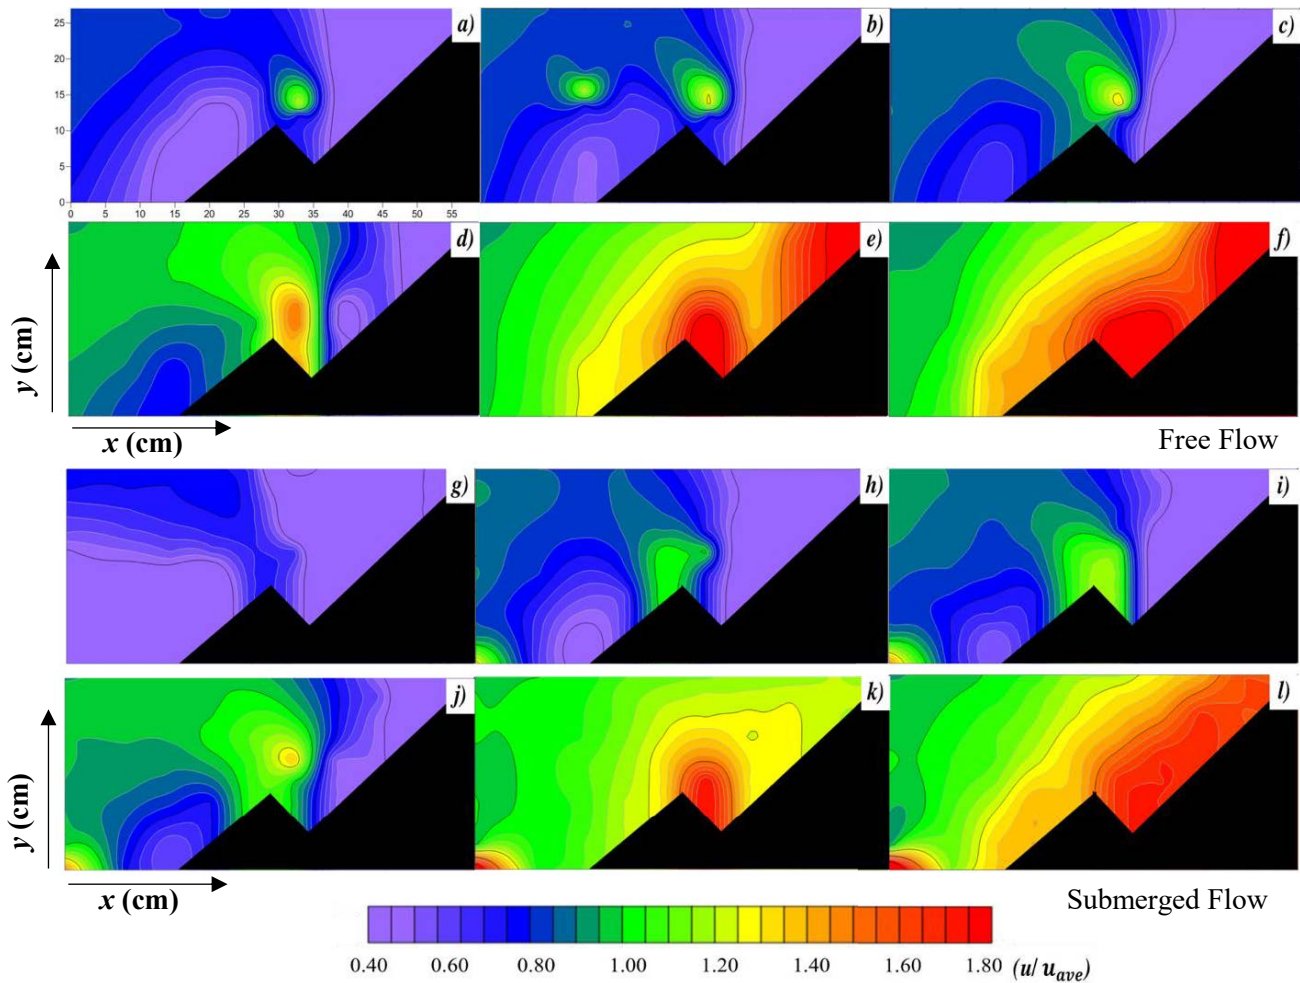 a) b) c)
25
20
15
10
5
0
0 5 10 15 20 25 30 35 40 45 50 55
d) e) f)
y (cm)
x (cm)
Free Flow
g) h) i)
j) k) l)
y (cm)
x (cm)
Submerged Flow
0.40 0.60 0.80 1.00 1.20 1.40 1.60 1.80 (u/ u_ave)